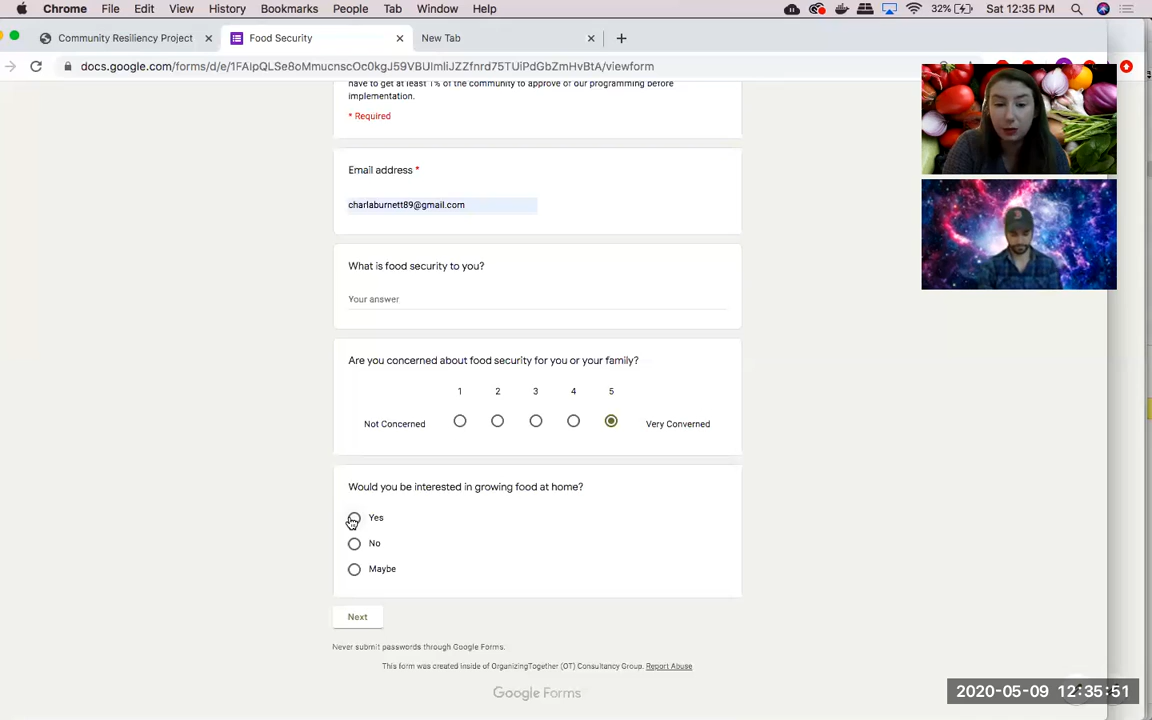 Chrome File Edit View History Bookmarks People Tab Window Help 32% Sat 12:35 PM
Community Resiliency Project Food Security New Tab
docs.google.com/forms/d/e/1FAIpQLSe8oMmucnscOc0kgJ59VBUImIiJZZfnrd75TUiPdGbZmHvBtA/viewform
have to get at least 1% of the community to approve of our programming before
implementation.
* Required
Email address *
charlaburnett89@gmail.com
What is food security to you?
Your answer
Are you concerned about food security for you or your family?
1 2 3 4 5
Not Concerned Very Converned
Would you be interested in growing food at home?
Yes
No
Maybe
Next
Never submit passwords through Google Forms.
This form was created inside of OrganizingTogether (OT) Consultancy Group. Report Abuse
Google Forms
2020-05-09 12:35:51